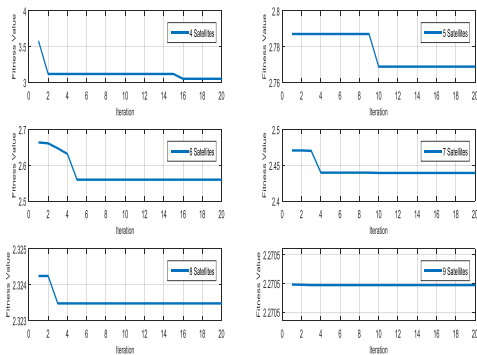 Fitness Value
4
3.5
3
4 Satellites
0 2 4 6 8 10 12 14 16 18 20
Iteration
Fitness Value
2.8
2.78
2.76
5 Satellites
0 2 4 6 8 10 12 14 16 18 20
Iteration
Fitness Value
2.7
2.6
2.5
6 Satellites
0 2 4 6 8 10 12 14 16 18 20
Iteration
Fitness Value
2.5
2.45
2.4
7 Satellites
0 2 4 6 8 10 12 14 16 18 20
Iteration
Fitness Value
2.325
2.324
2.323
8 Satellites
0 2 4 6 8 10 12 14 16 18 20
Iteration
Fitness Value
2.2705
2.2705
2.2705
9 Satellites
0 2 4 6 8 10 12 14 16 18 20
Iteration